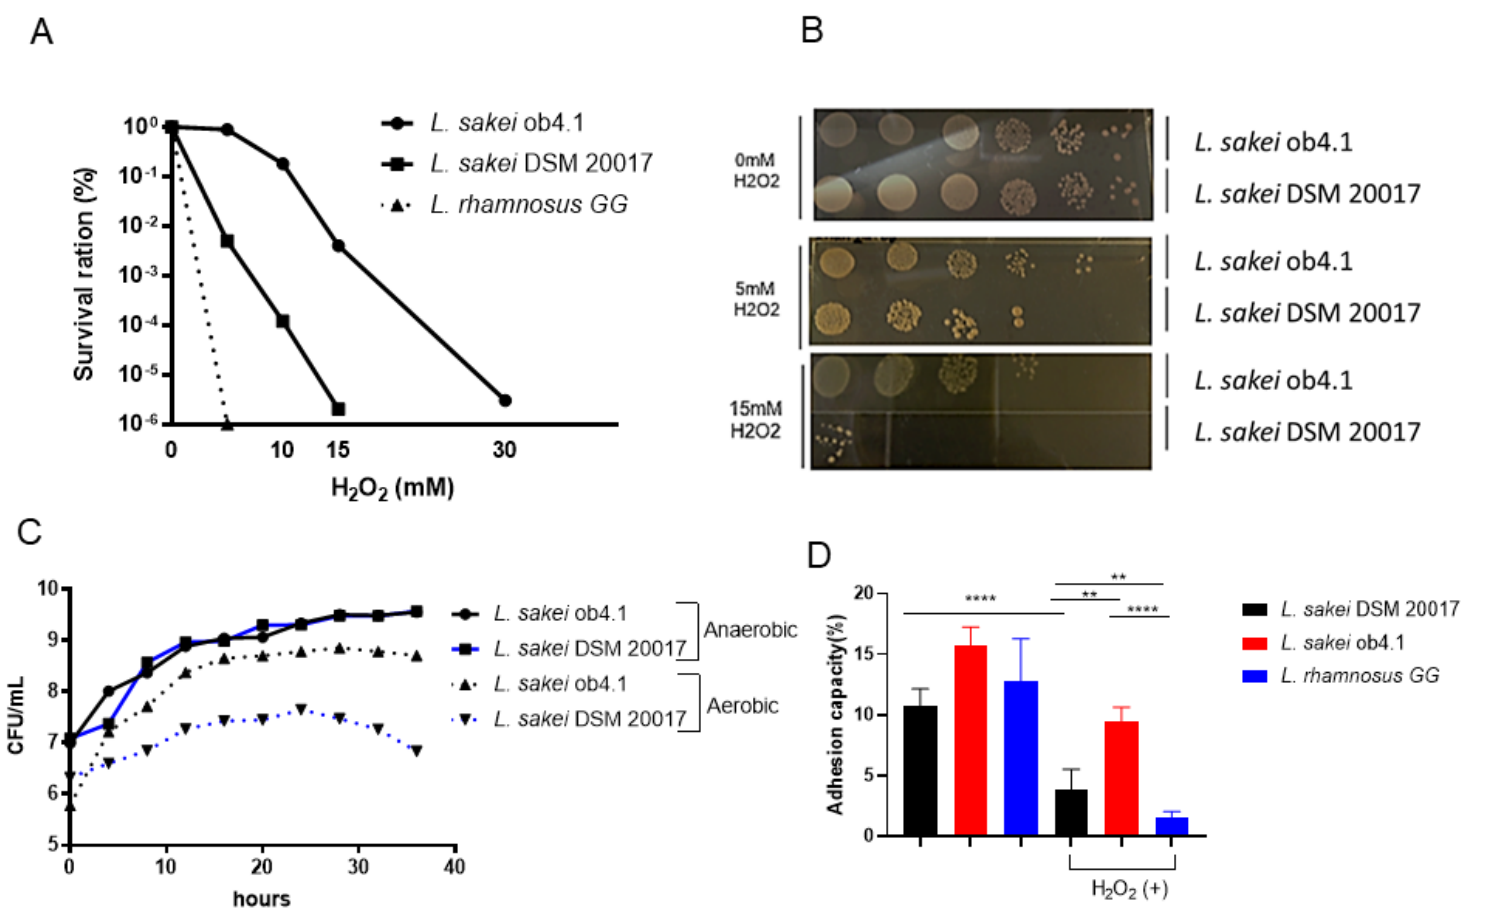 A
10⁰
10⁻¹
10⁻²
10⁻³
10⁻⁴
10⁻⁵
10⁻⁶
Survival ration (%)
0
10
15
30
H₂O₂ (mM)
L. sakei ob4.1
L. sakei DSM 20017
L. rhamnosus GG
B
0mM
H2O2
L. sakei ob4.1
L. sakei DSM 20017
5mM
H2O2
L. sakei ob4.1
L. sakei DSM 20017
15mM
H2O2
L. sakei ob4.1
L. sakei DSM 20017
C
10
9
8
7
6
5
CFU/mL
0
10
20
30
40
hours
L. sakei ob4.1
L. sakei DSM 20017
Anaerobic
L. sakei ob4.1
L. sakei DSM 20017
Aerobic
D
20
15
10
5
0
Adhesion capacity(%)
****
**
**
****
H₂O₂ (+)
L. sakei DSM 20017
L. sakei ob4.1
L. rhamnosus GG